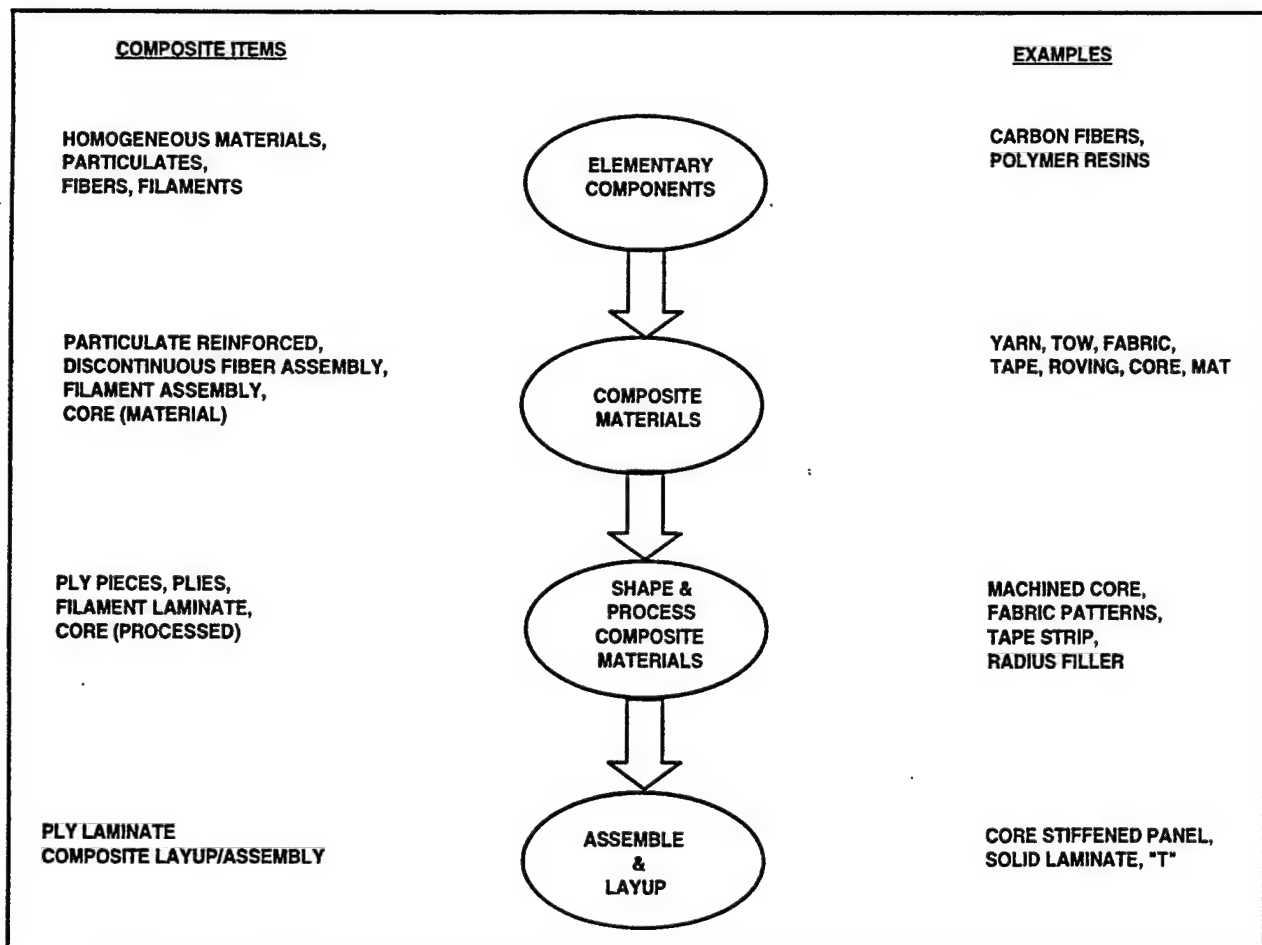 COMPOSITE ITEMS
EXAMPLES
HOMOGENEOUS MATERIALS,
PARTICULATES,
FIBERS, FILAMENTS
ELEMENTARY
COMPONENTS
CARBON FIBERS,
POLYMER RESINS
PARTICULATE REINFORCED,
DISCONTINUOUS FIBER ASSEMBLY,
FILAMENT ASSEMBLY,
CORE (MATERIAL)
COMPOSITE
MATERIALS
YARN, TOW, FABRIC,
TAPE, ROVING, CORE, MAT
PLY PIECES, PLIES,
FILAMENT LAMINATE,
CORE (PROCESSED)
SHAPE &
PROCESS
COMPOSITE
MATERIALS
MACHINED CORE,
FABRIC PATTERNS,
TAPE STRIP,
RADIUS FILLER
PLY LAMINATE
COMPOSITE LAYUP/ASSEMBLY
ASSEMBLE
&
LAYUP
CORE STIFFENED PANEL,
SOLID LAMINATE, "T"